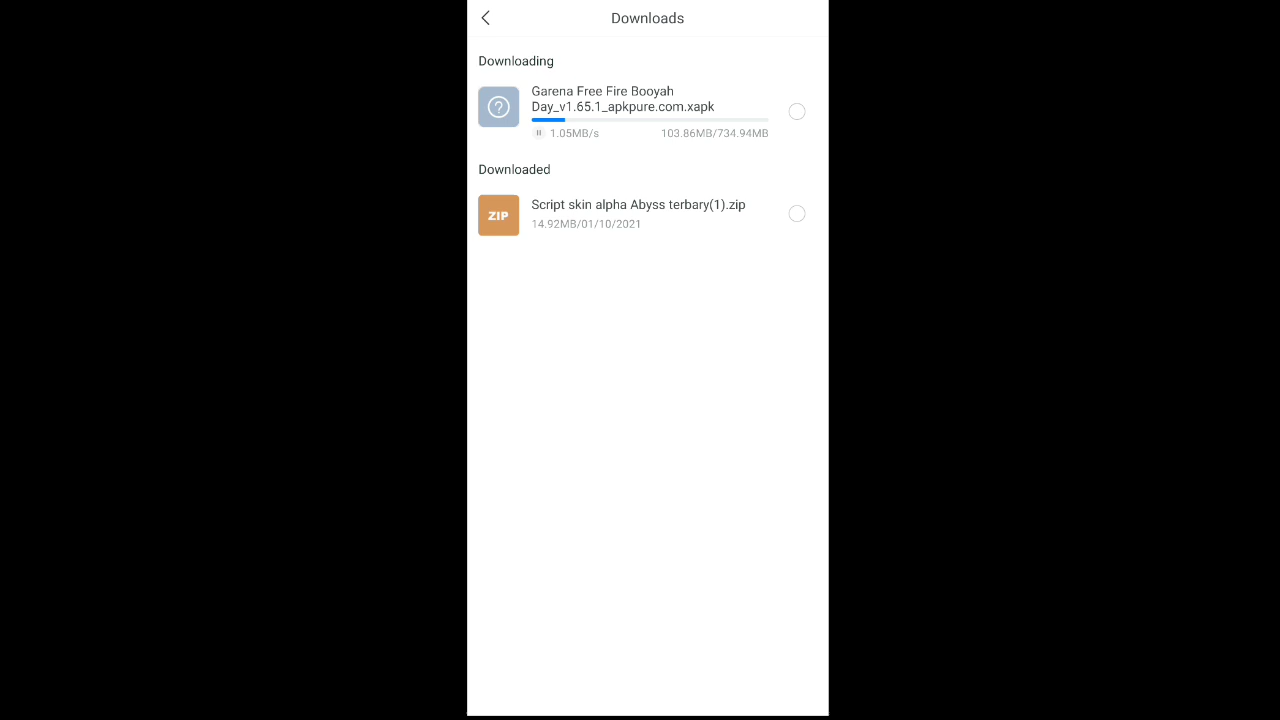 Downloads
Downloading
Garena Free Fire Booyah
Day_v1.65.1_apkpure.com.xapk
1.05MB/s 103.86MB/734.94MB
Downloaded
ZIP
Script skin alpha Abyss terbary(1).zip
14.92MB/01/10/2021